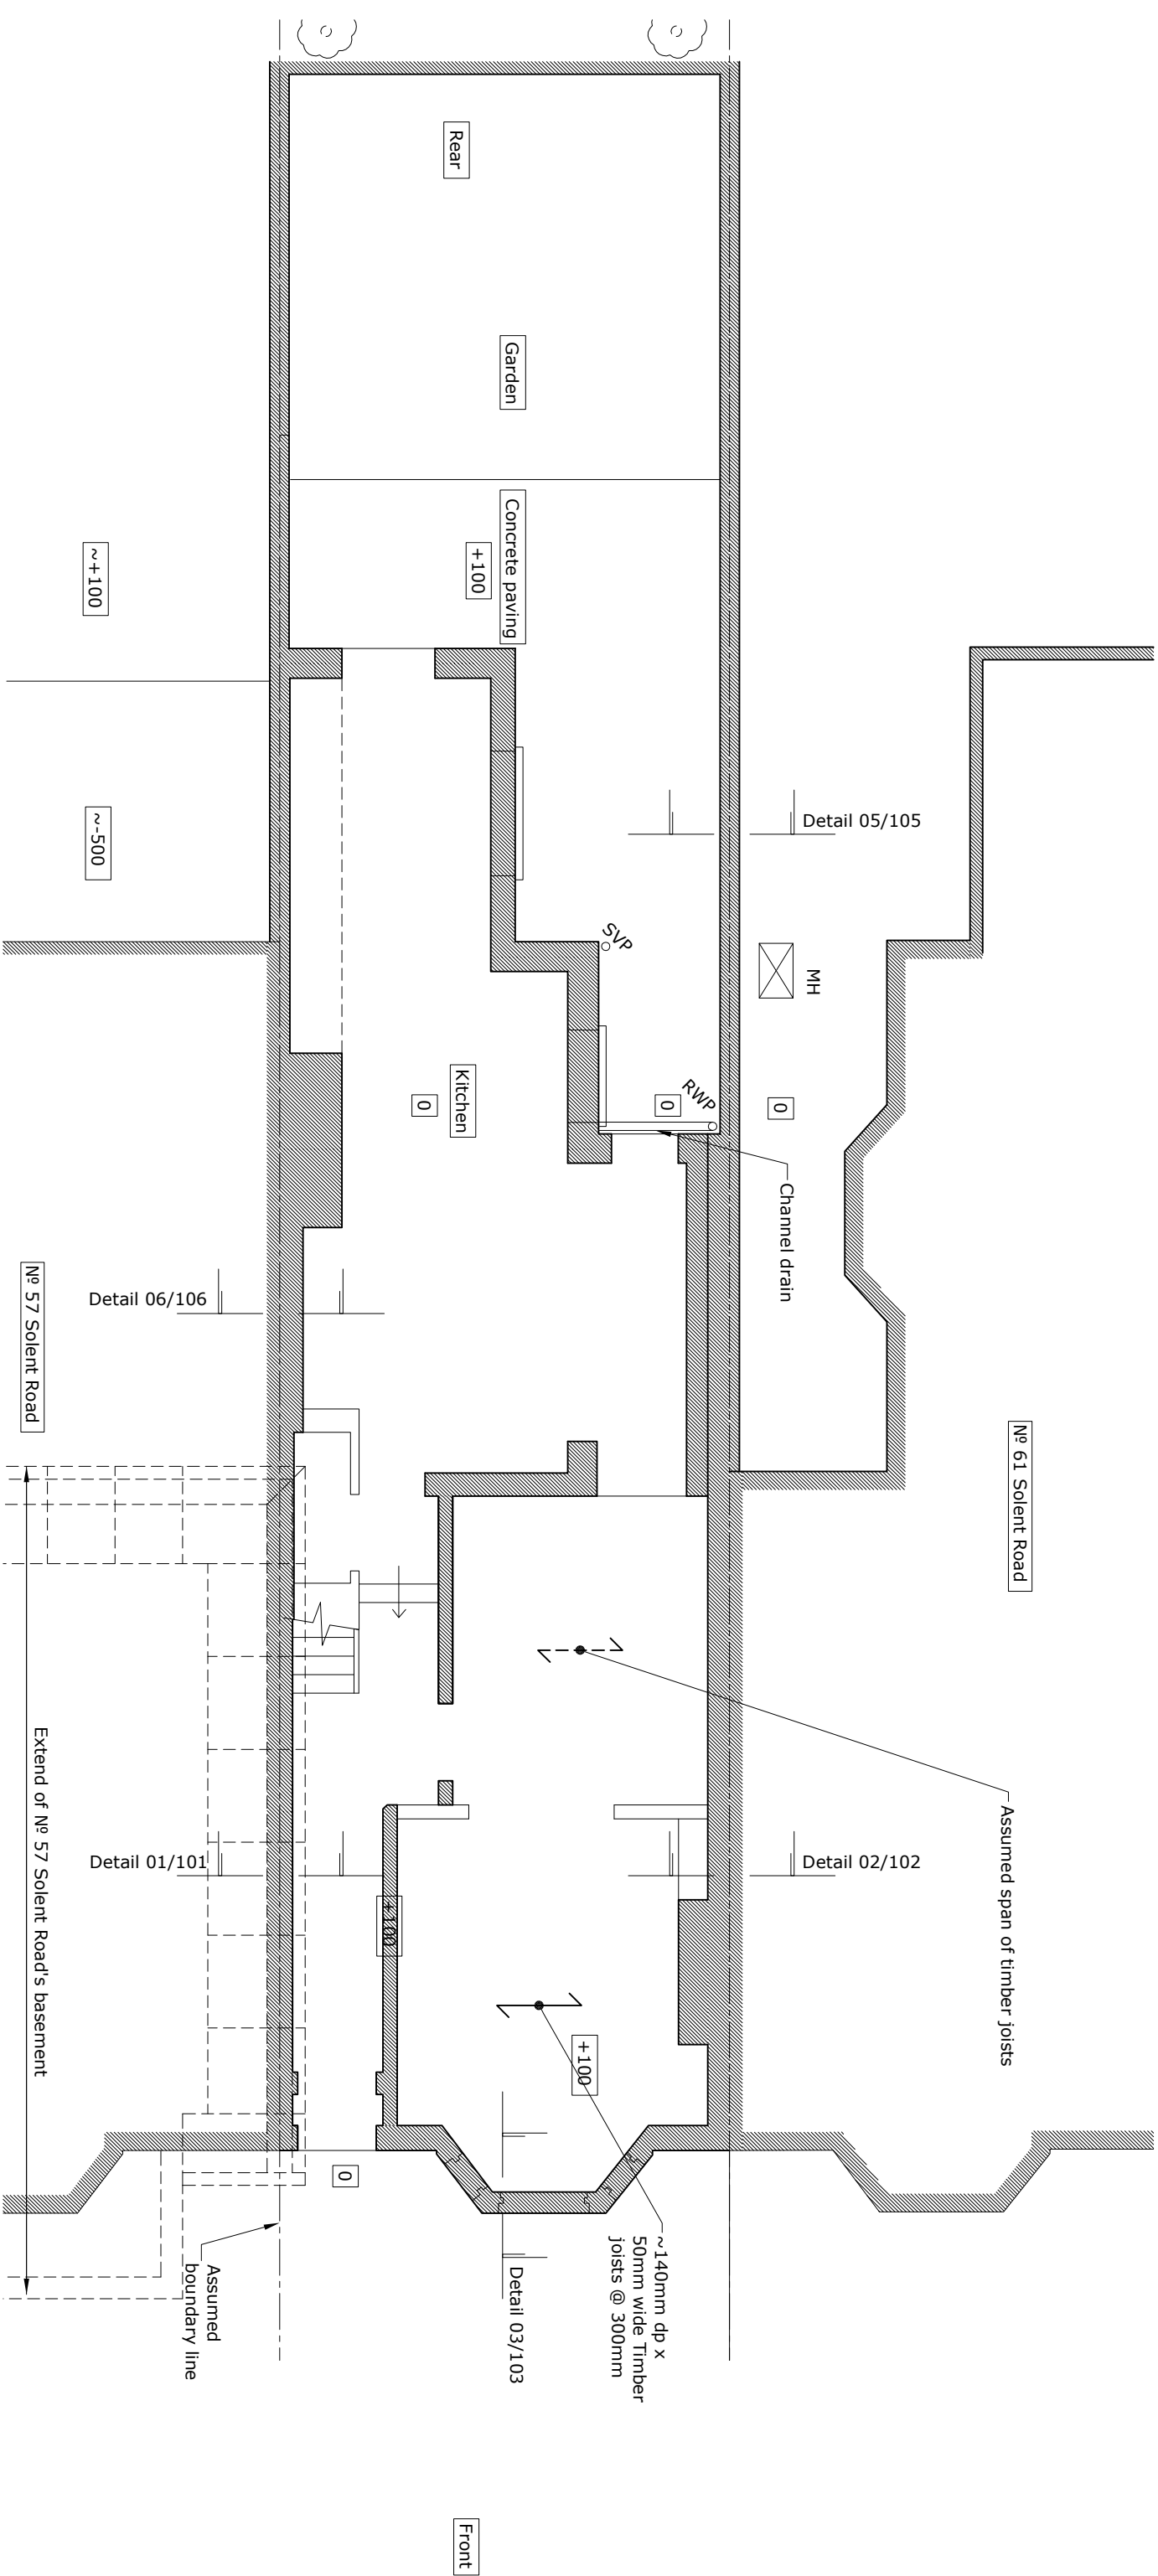 Rear
Garden
Concrete paving
+100
~+100
~-500
Detail 05/105
SVP
MH
Kitchen
0
0
RWP
0
Channel drain
Detail 06/106
Nº 57 Solent Road
Nº 61 Solent Road
Assumed span of timber joists
Extend of Nº 57 Solent Road's basement
Detail 01/101
Detail 02/102
+100
+100
0
Assumed
boundary line
Detail 03/103
~140mm dp x
50mm wide Timber
joists @ 300mm
Front